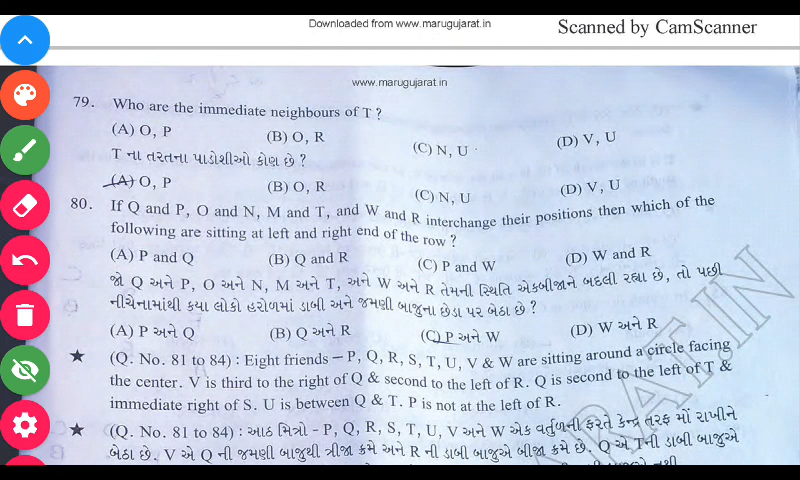 Downloaded from www.marugujarat.in
Scanned by CamScanner
www.marugujarat.in
79. Who are the immediate neighbours of T ?
(A) O, P (B) O, R (C) N, U (D) V, U
T ના તરતના પાડોશીઓ કોણ છે ?
(A) O, P (B) O, R (C) N, U (D) V, U
80. If Q and P, O and N, M and T, and W and R interchange their positions then which of the
following are sitting at left and right end of the row ?
(A) P and Q (B) Q and R (C) P and W (D) W and R
જો Q અને P, O અને N, M અને T, અને W અને R તેમની સ્થિતિ એકબીજાને બદલી રહ્યા છે, તો પછી
નીચેનામાંથી કયા લોકો હરોળમાં ડાબી અને જમણી બાજુના છેડા પર બેઠા છે ?
(A) P અને Q (B) Q અને R (C) P અને W (D) W અને R
★ (Q. No. 81 to 84) : Eight friends – P, Q, R, S, T, U, V & W are sitting around a circle facing
the center. V is third to the right of Q & second to the left of R. Q is second to the left of T &
immediate right of S. U is between Q & T. P is not at the left of R.
★ (Q. No. 81 to 84) : આઠ મિત્રો - P, Q, R, S, T, U, V અને W એક વર્તુળની ફરતે કેન્દ્ર તરફ મોં રાખીને
બેઠા છે. V એ Q ની જમણી બાજુથી ત્રીજા ક્રમે અને R ની ડાબી બાજુએ બીજા ક્રમે છે. Q એ Tની ડાબી બાજુએ